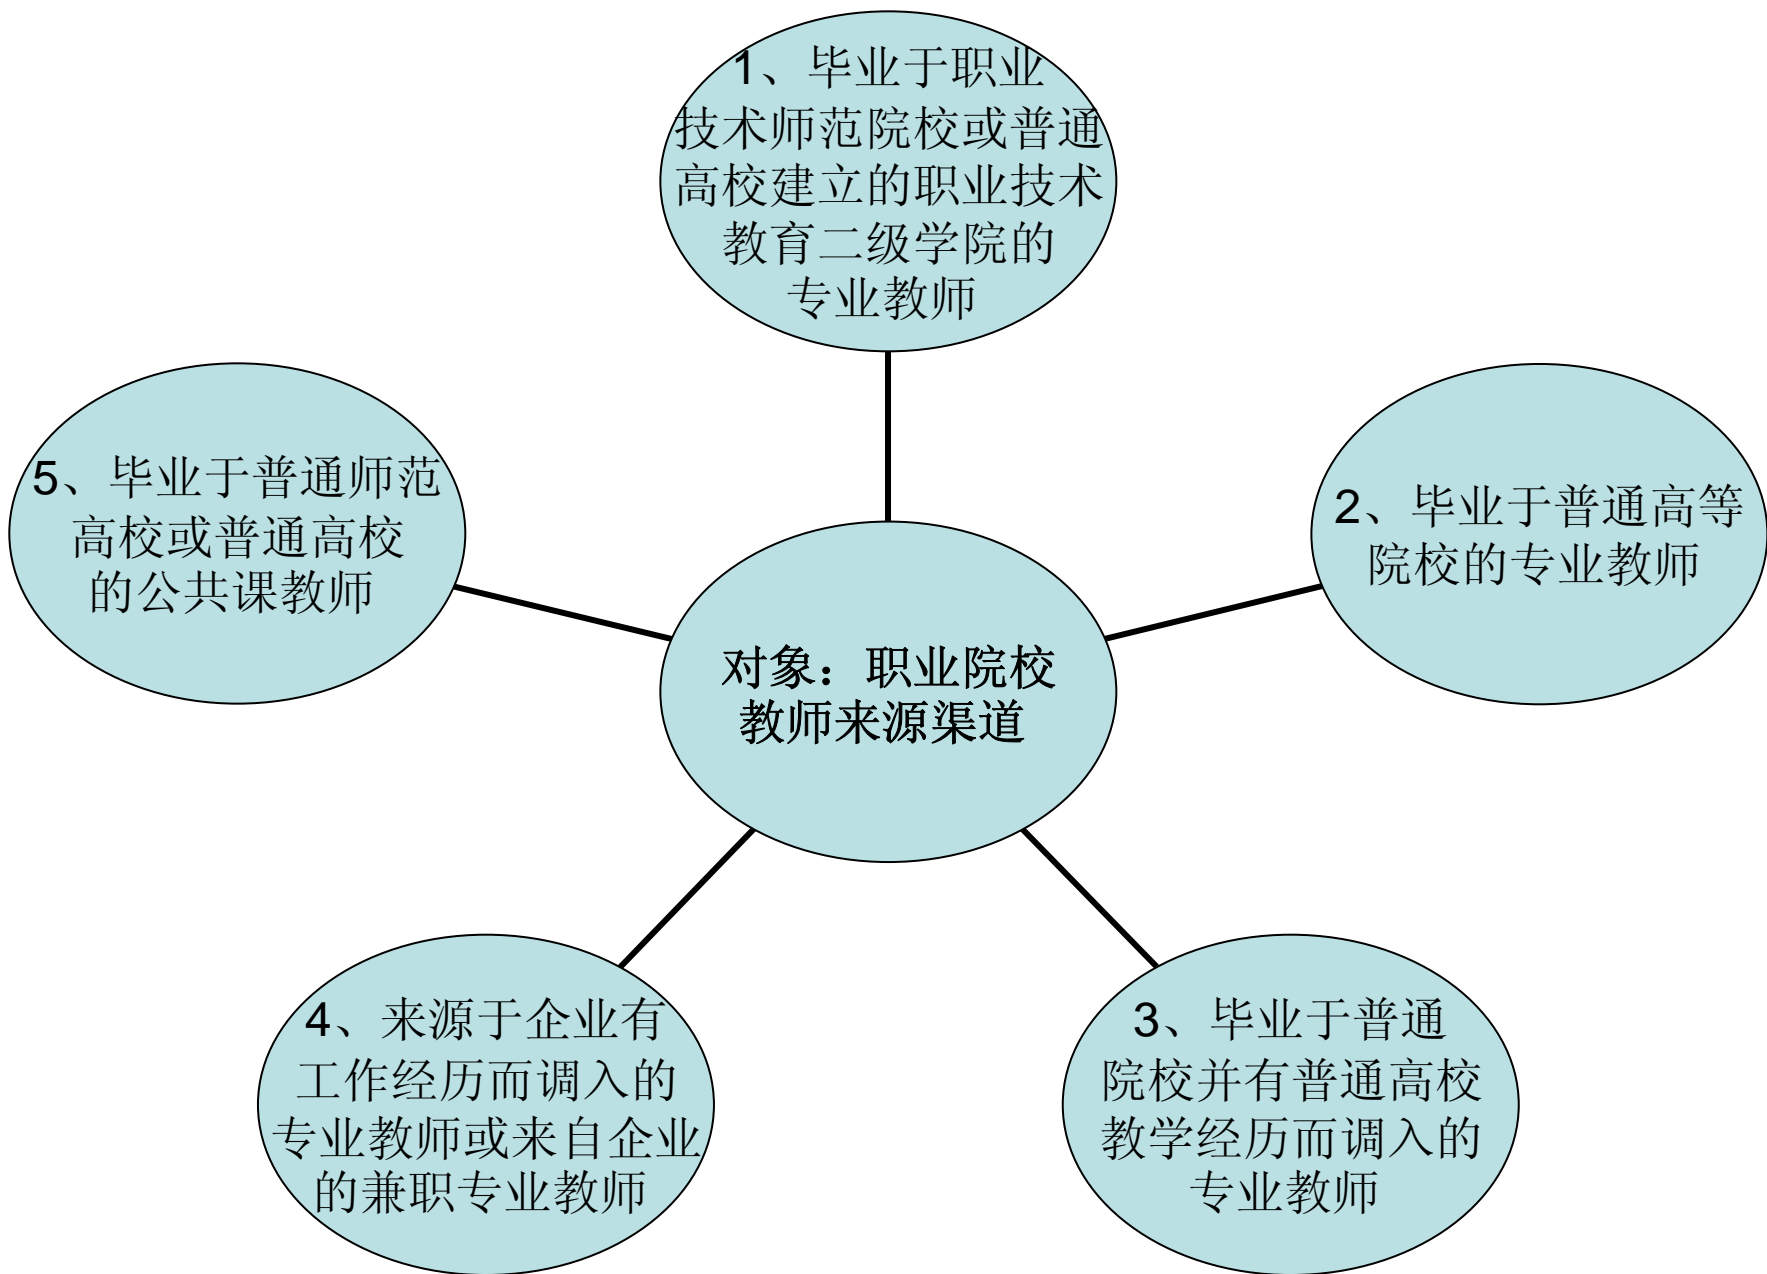 1、毕业于职业
技术师范院校或普通
高校建立的职业技术
教育二级学院的
专业教师
2、毕业于普通高等
院校的专业教师
3、毕业于普通
院校并有普通高校
教学经历而调入的
专业教师
4、来源于企业有
工作经历而调入的
专业教师或来自企业
的兼职专业教师
5、毕业于普通师范
高校或普通高校
的公共课教师
对象：职业院校
教师来源渠道